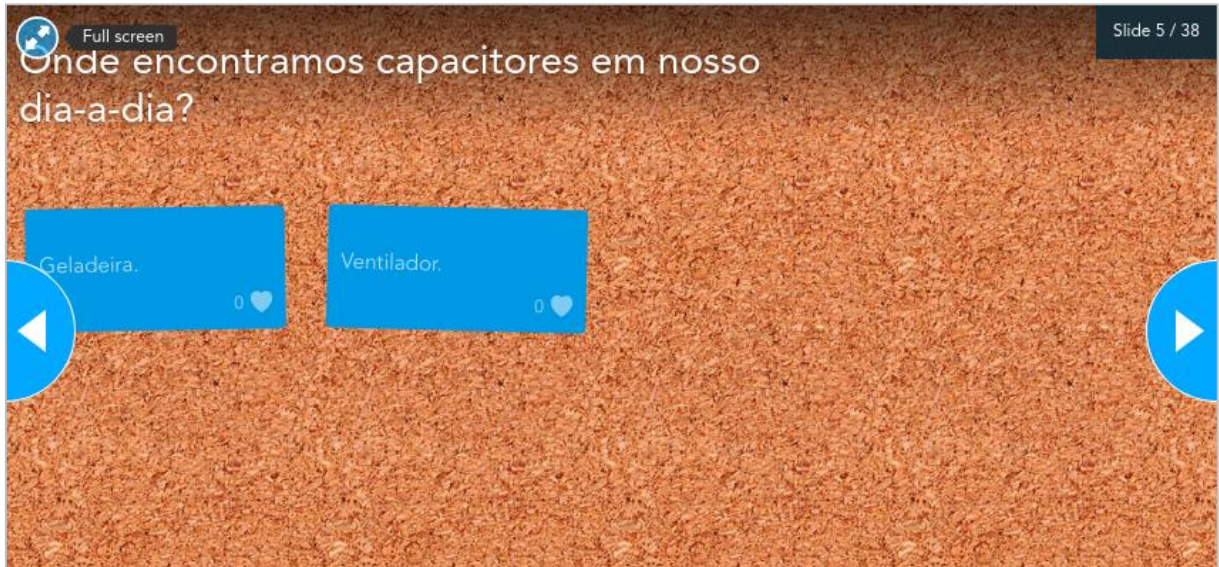 Full screen
Slide 5 / 38
Onde encontramos capacitores em nosso
dia-a-dia?
Geladeira.
0
Ventilador.
0